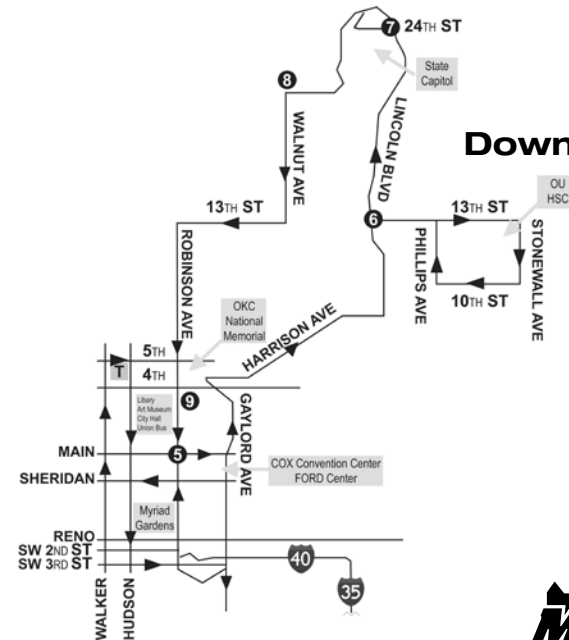 7
24TH ST
State
Capitol
8
WALNUT AVE
LINCOLN BLVD
Down
OU
HSC
13TH ST
6
13TH ST
ROBINSON AVE
PHILLIPS AVE
STONEWALL AVE
10TH ST
OKC
National
Memorial
HARRISON AVE
5TH
T
4TH
Libary
Art Museum
City Hall
Union Bus
9
GAYLORD AVE
MAIN
5
COX Convention Center
FORD Center
SHERIDAN
Myriad
Gardens
RENO
SW 2ND ST
SW 3RD ST
40
35
WALKER
HUDSON
M